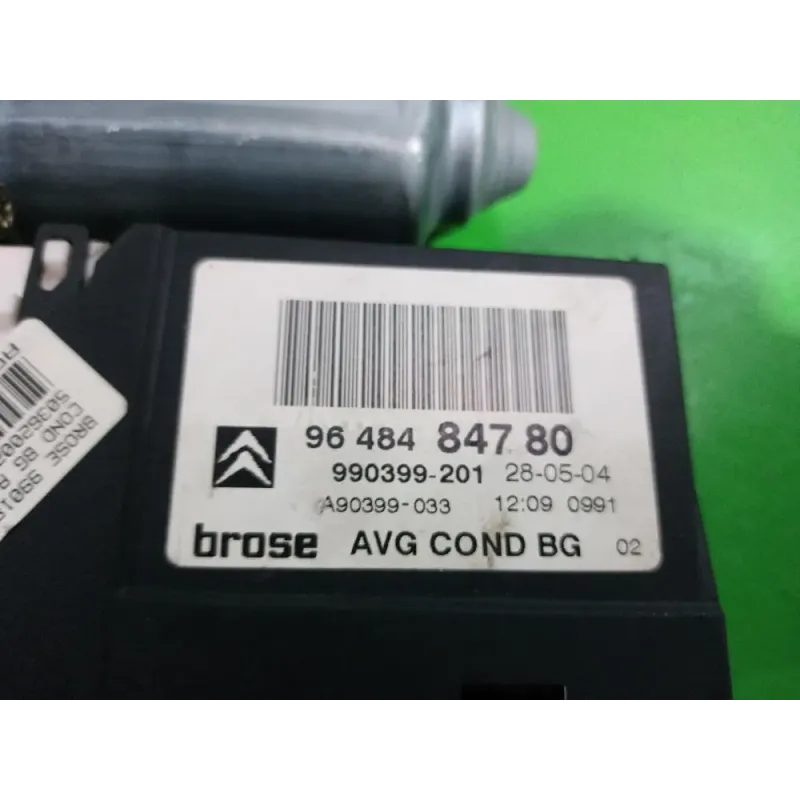 96 484 847 80
990399-201 28-05-04
A90399-033 12:09 0991
brose AVG COND BG 02
BROSE
COND BG